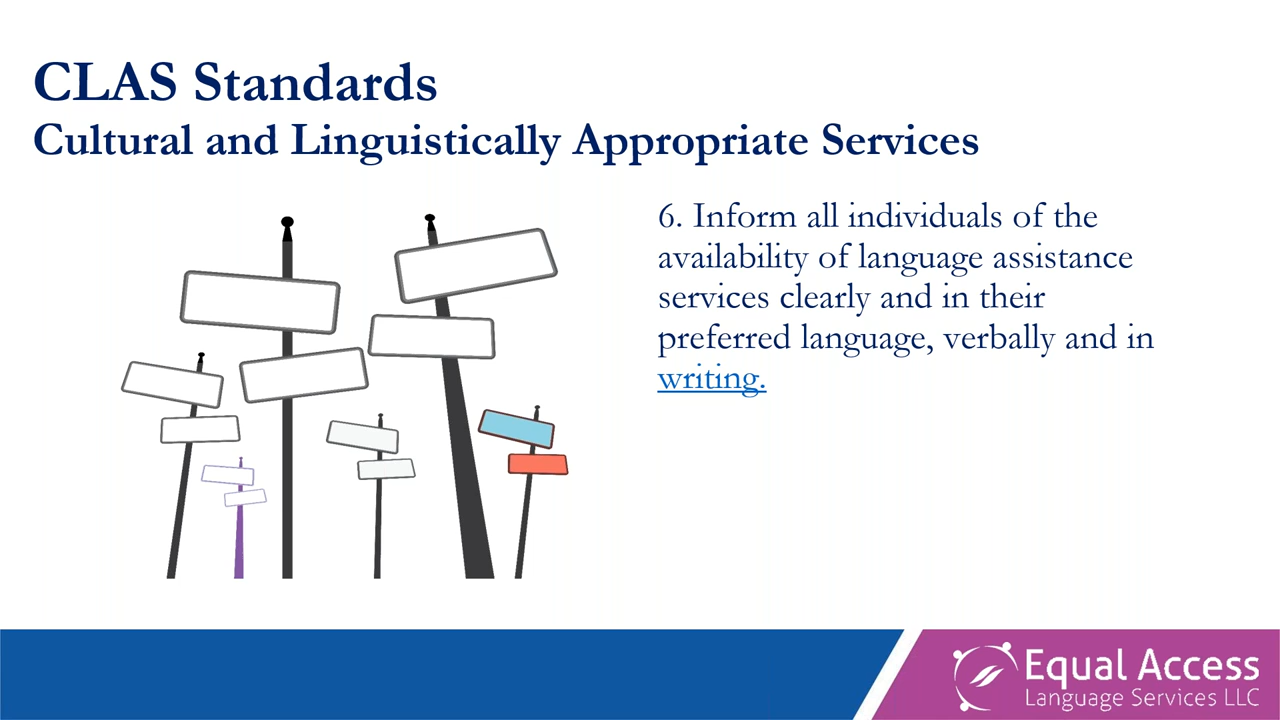 CLAS Standards
Cultural and Linguistically Appropriate Services
6. Inform all individuals of the
availability of language assistance
services clearly and in their
preferred language, verbally and in
writing.
Equal Access
Language Services LLC